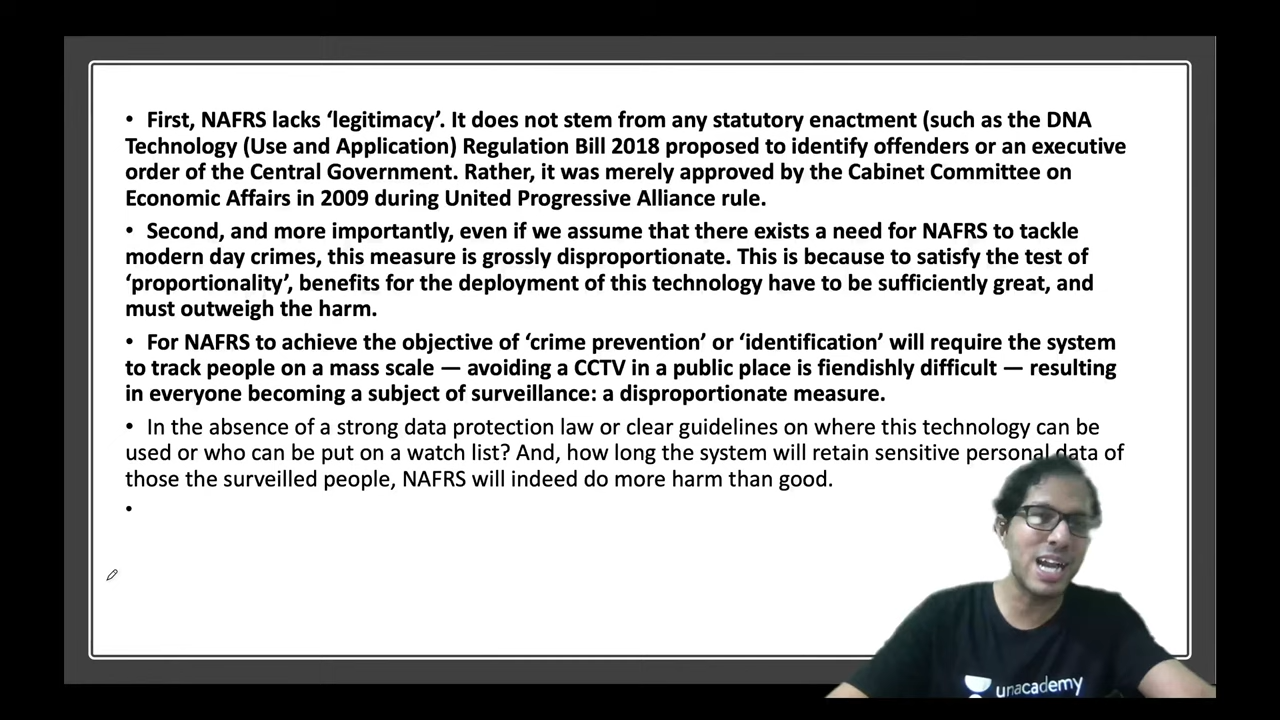 • First, NAFRS lacks ‘legitimacy’. It does not stem from any statutory enactment (such as the DNA
Technology (Use and Application) Regulation Bill 2018 proposed to identify offenders or an executive
order of the Central Government. Rather, it was merely approved by the Cabinet Committee on
Economic Affairs in 2009 during United Progressive Alliance rule.
• Second, and more importantly, even if we assume that there exists a need for NAFRS to tackle
modern day crimes, this measure is grossly disproportionate. This is because to satisfy the test of
‘proportionality’, benefits for the deployment of this technology have to be sufficiently great, and
must outweigh the harm.
• For NAFRS to achieve the objective of ‘crime prevention’ or ‘identification’ will require the system
to track people on a mass scale — avoiding a CCTV in a public place is fiendishly difficult — resulting
in everyone becoming a subject of surveillance: a disproportionate measure.
• In the absence of a strong data protection law or clear guidelines on where this technology can be
used or who can be put on a watch list? And, how long the system will retain sensitive personal data of
those the surveilled people, NAFRS will indeed do more harm than good.
•
unacademy